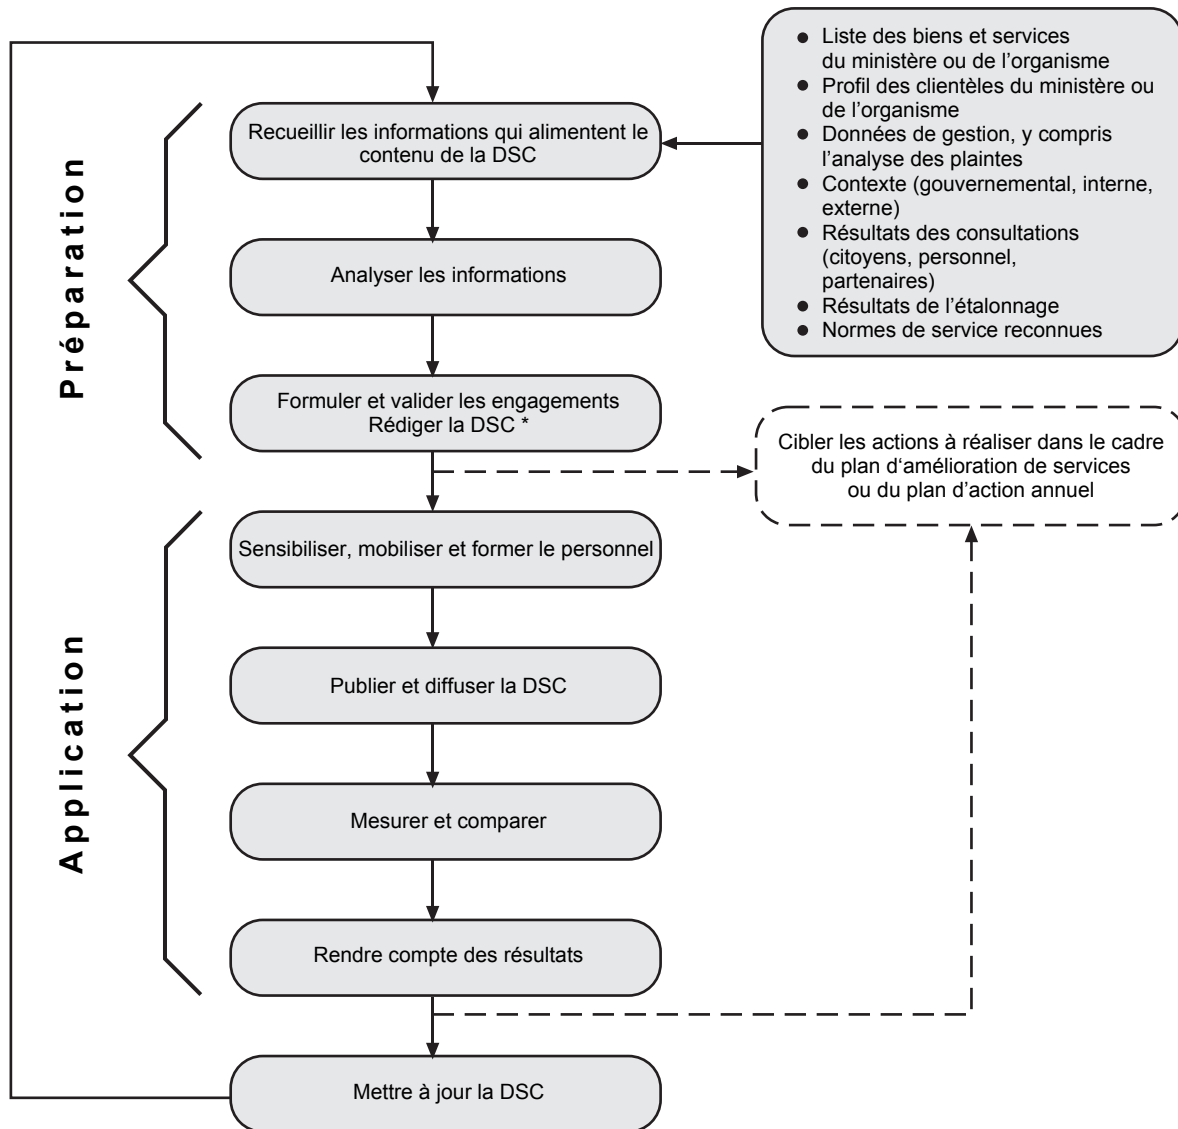 ● Liste des biens et services
du ministère ou de l’organisme
● Profil des clientèles du ministère ou
de l’organisme
● Données de gestion, y compris
l’analyse des plaintes
● Contexte (gouvernemental, interne,
externe)
● Résultats des consultations
(citoyens, personnel,
partenaires)
● Résultats de l’étalonnage
● Normes de service reconnues
Préparation
Recueillir les informations qui alimentent le
contenu de la DSC
Analyser les informations
Formuler et valider les engagements
Rédiger la DSC *
Cibler les actions à réaliser dans le cadre
du plan d‘amélioration de services
ou du plan d’action annuel
Application
Sensibiliser, mobiliser et former le personnel
Publier et diffuser la DSC
Mesurer et comparer
Rendre compte des résultats
Mettre à jour la DSC